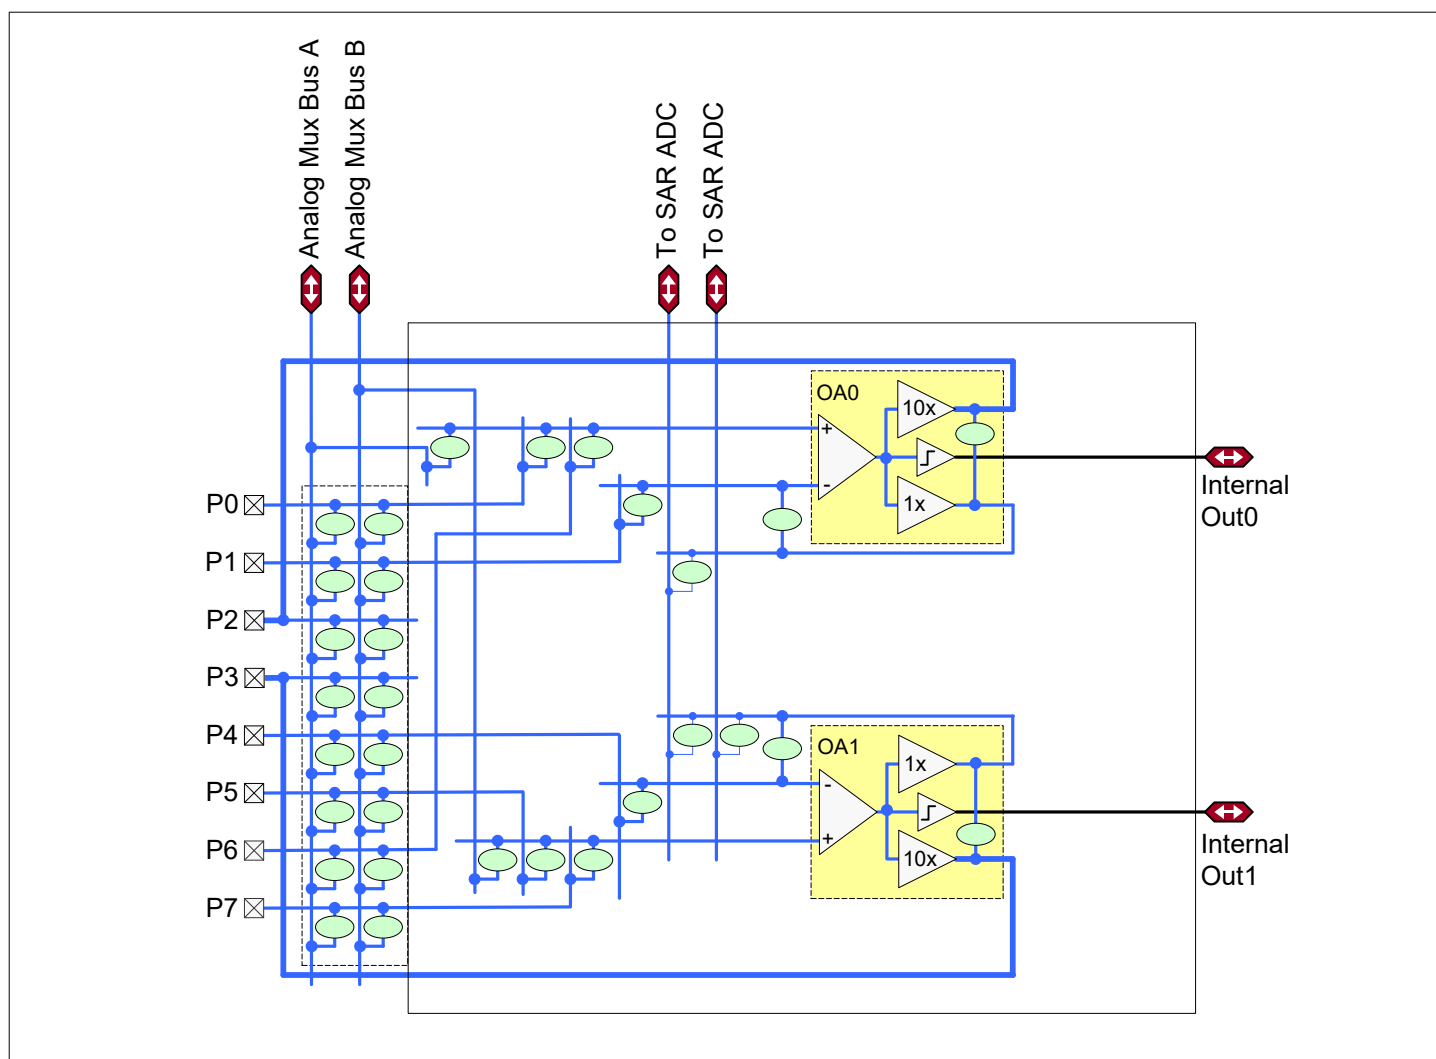 Analog Mux Bus A
Analog Mux Bus B
To SAR ADC
To SAR ADC
OA0
10x
+
-
1x
Internal
Out0
P0
P1
P2
P3
P4
P5
P6
P7
OA1
1x
-
+
10x
Internal
Out1